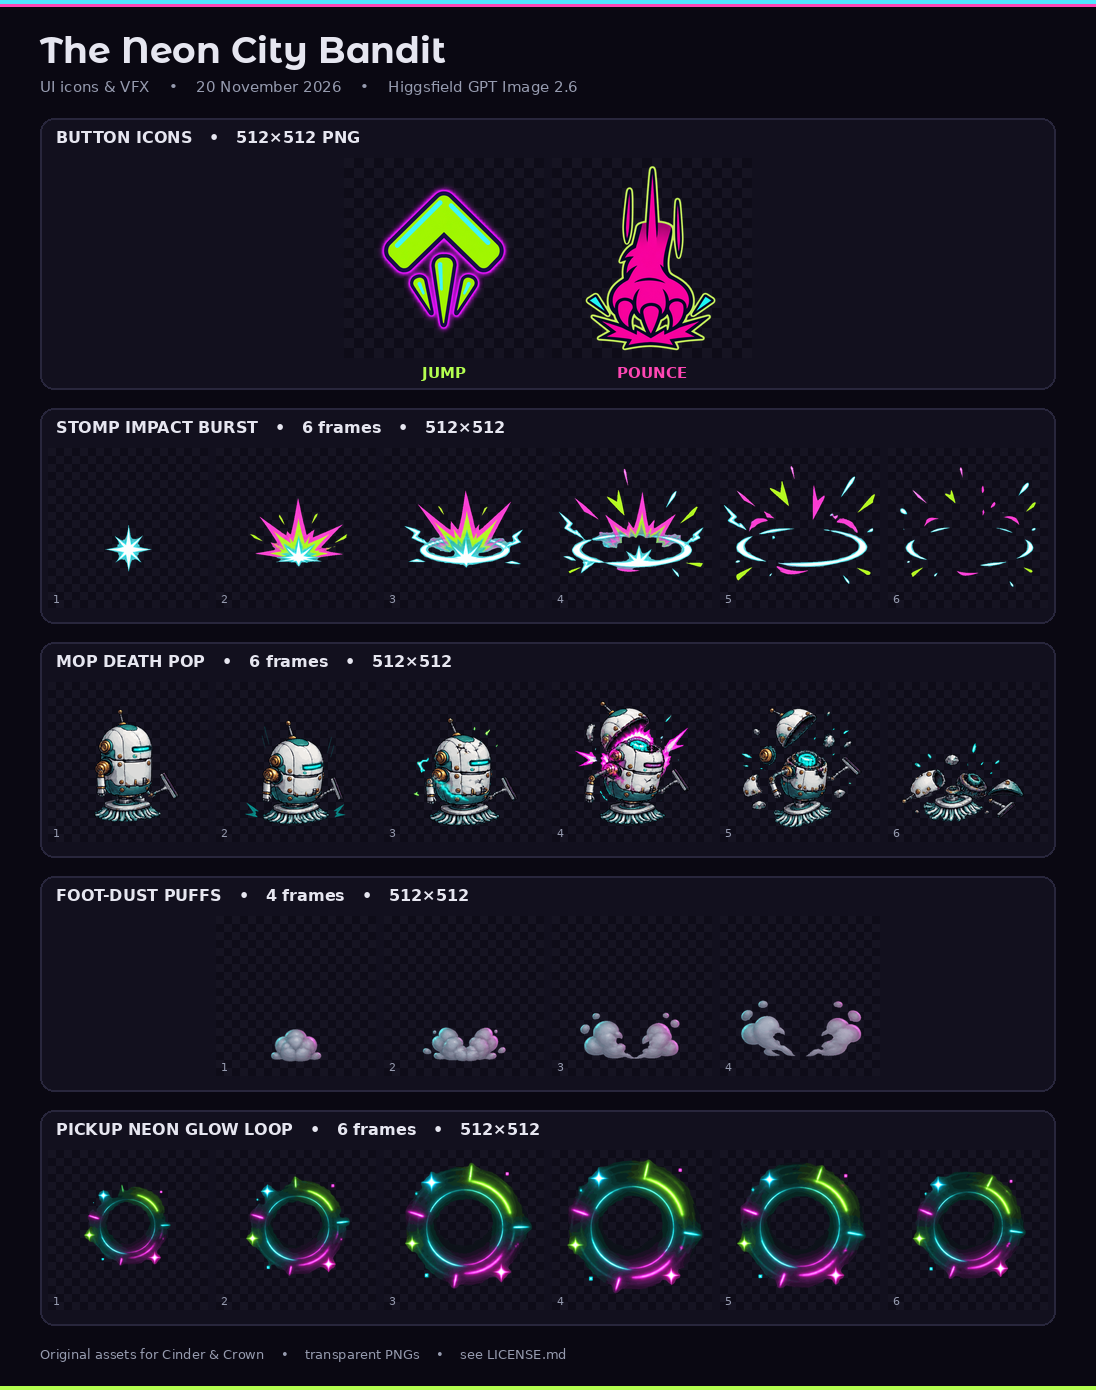 The Neon City Bandit
UI icons & VFX • 20 November 2026 • Higgsfield GPT Image 2.6
BUTTON ICONS • 512×512 PNG
JUMP POUNCE
STOMP IMPACT BURST • 6 frames • 512×512
1 2 3 4 5 6
MOP DEATH POP • 6 frames • 512×512
1 2 3 4 5 6
FOOT-DUST PUFFS • 4 frames • 512×512
1 2 3 4
PICKUP NEON GLOW LOOP • 6 frames • 512×512
1 2 3 4 5 6
Original assets for Cinder & Crown • transparent PNGs • see LICENSE.md